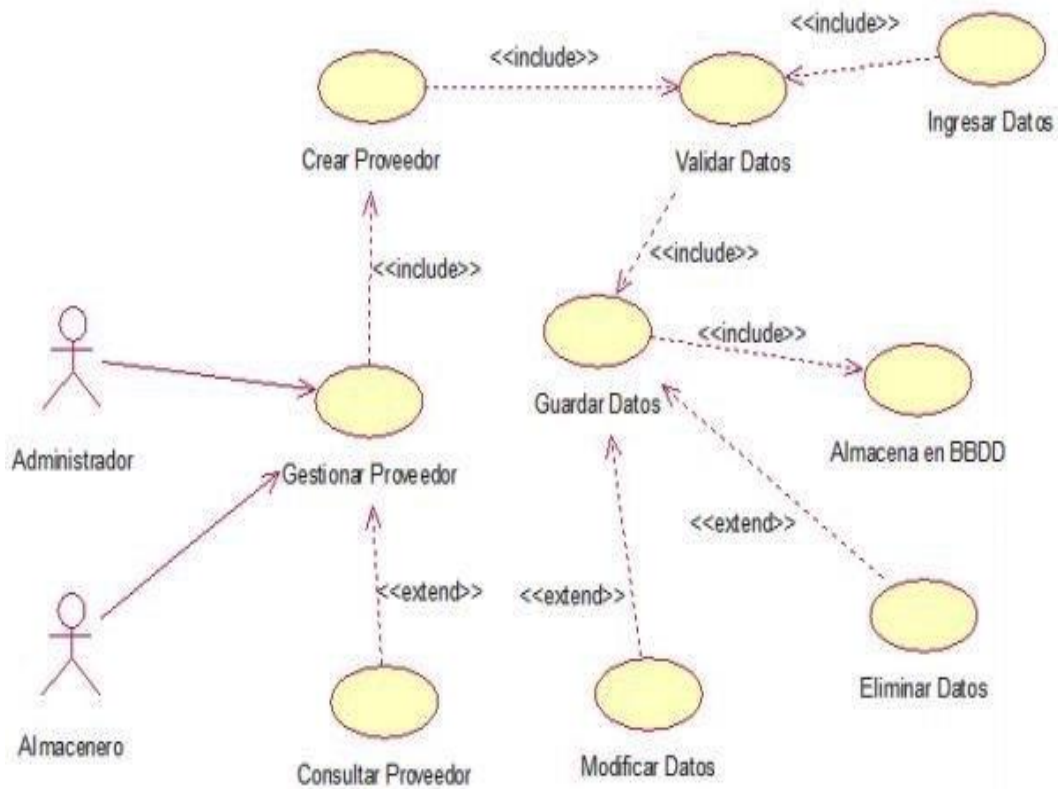 <<include>>
<<include>>
Ingresar Datos
Crear Proveedor
Validar Datos
<<include>>
<<include>>
<<include>>
Guardar Datos
Administrador
Gestionar Proveedor
Almacena en BBDD
<<extend>>
<<extend>>
<<extend>>
Almacenero
Consultar Proveedor
Modificar Datos
Eliminar Datos